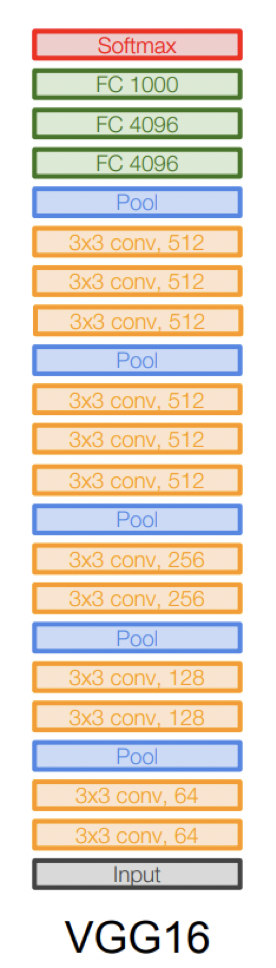 Softmax
FC 1000
FC 4096
FC 4096
Pool
3x3 conv, 512
3x3 conv, 512
3x3 conv, 512
Pool
3x3 conv, 512
3x3 conv, 512
3x3 conv, 512
Pool
3x3 conv, 256
3x3 conv, 256
Pool
3x3 conv, 128
3x3 conv, 128
Pool
3x3 conv, 64
3x3 conv, 64
Input
VGG16